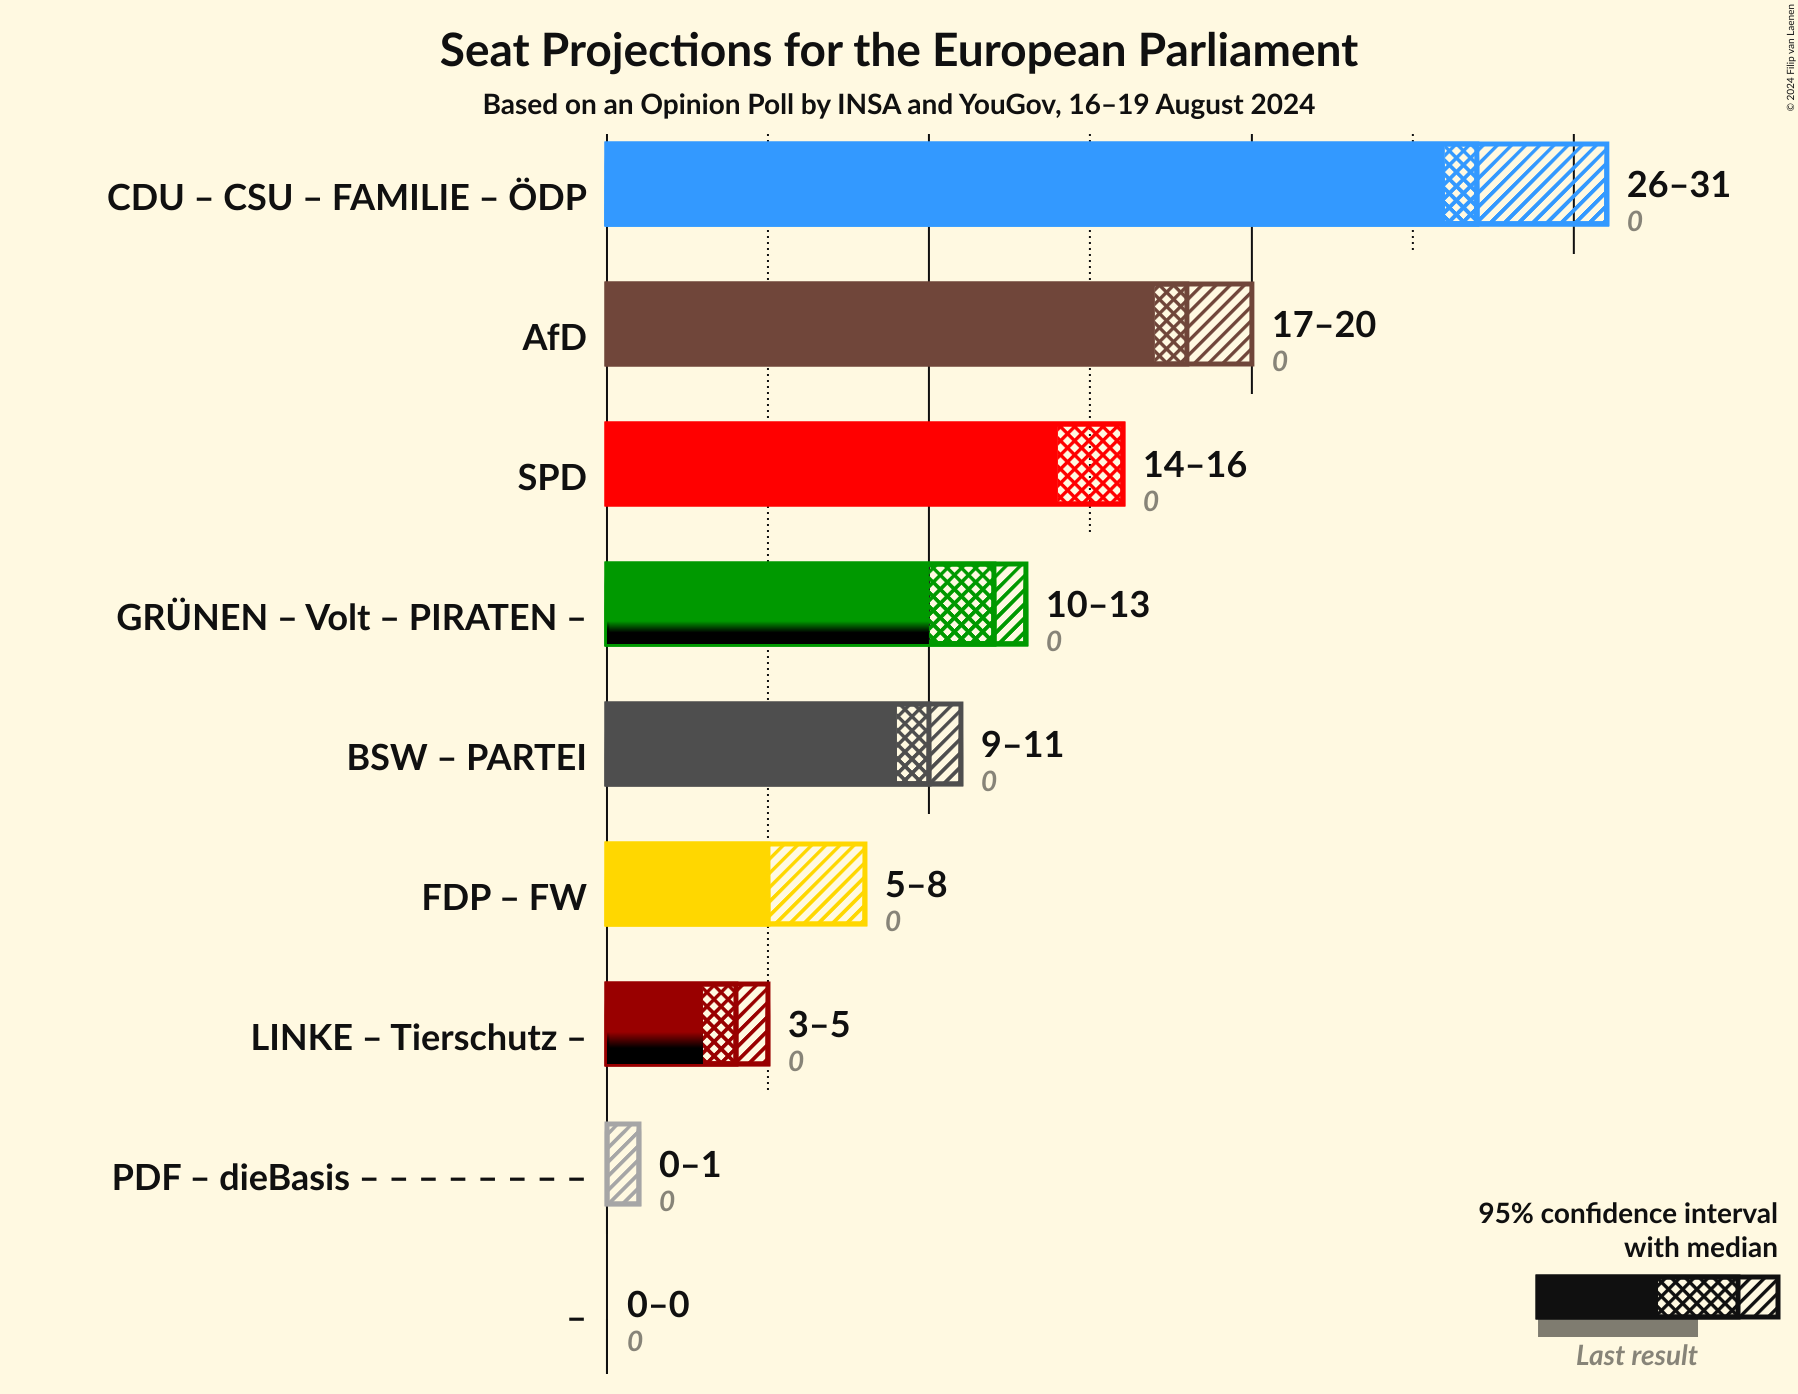 Seat Projections for the European Parliament
Based on an Opinion Poll by INSA and YouGov, 16–19 August 2024
© 2024 Filip van Laenen
CDU – CSU – FAMILIE – ÖDP
26–31
0
AfD
17–20
0
SPD
14–16
0
GRÜNEN – Volt – PIRATEN –
10–13
0
BSW – PARTEI
9–11
0
FDP – FW
5–8
0
LINKE – Tierschutz –
3–5
0
PDF – dieBasis – – – – – – – –
0–1
0
–
0–0
0
95% confidence interval
with median
Last result